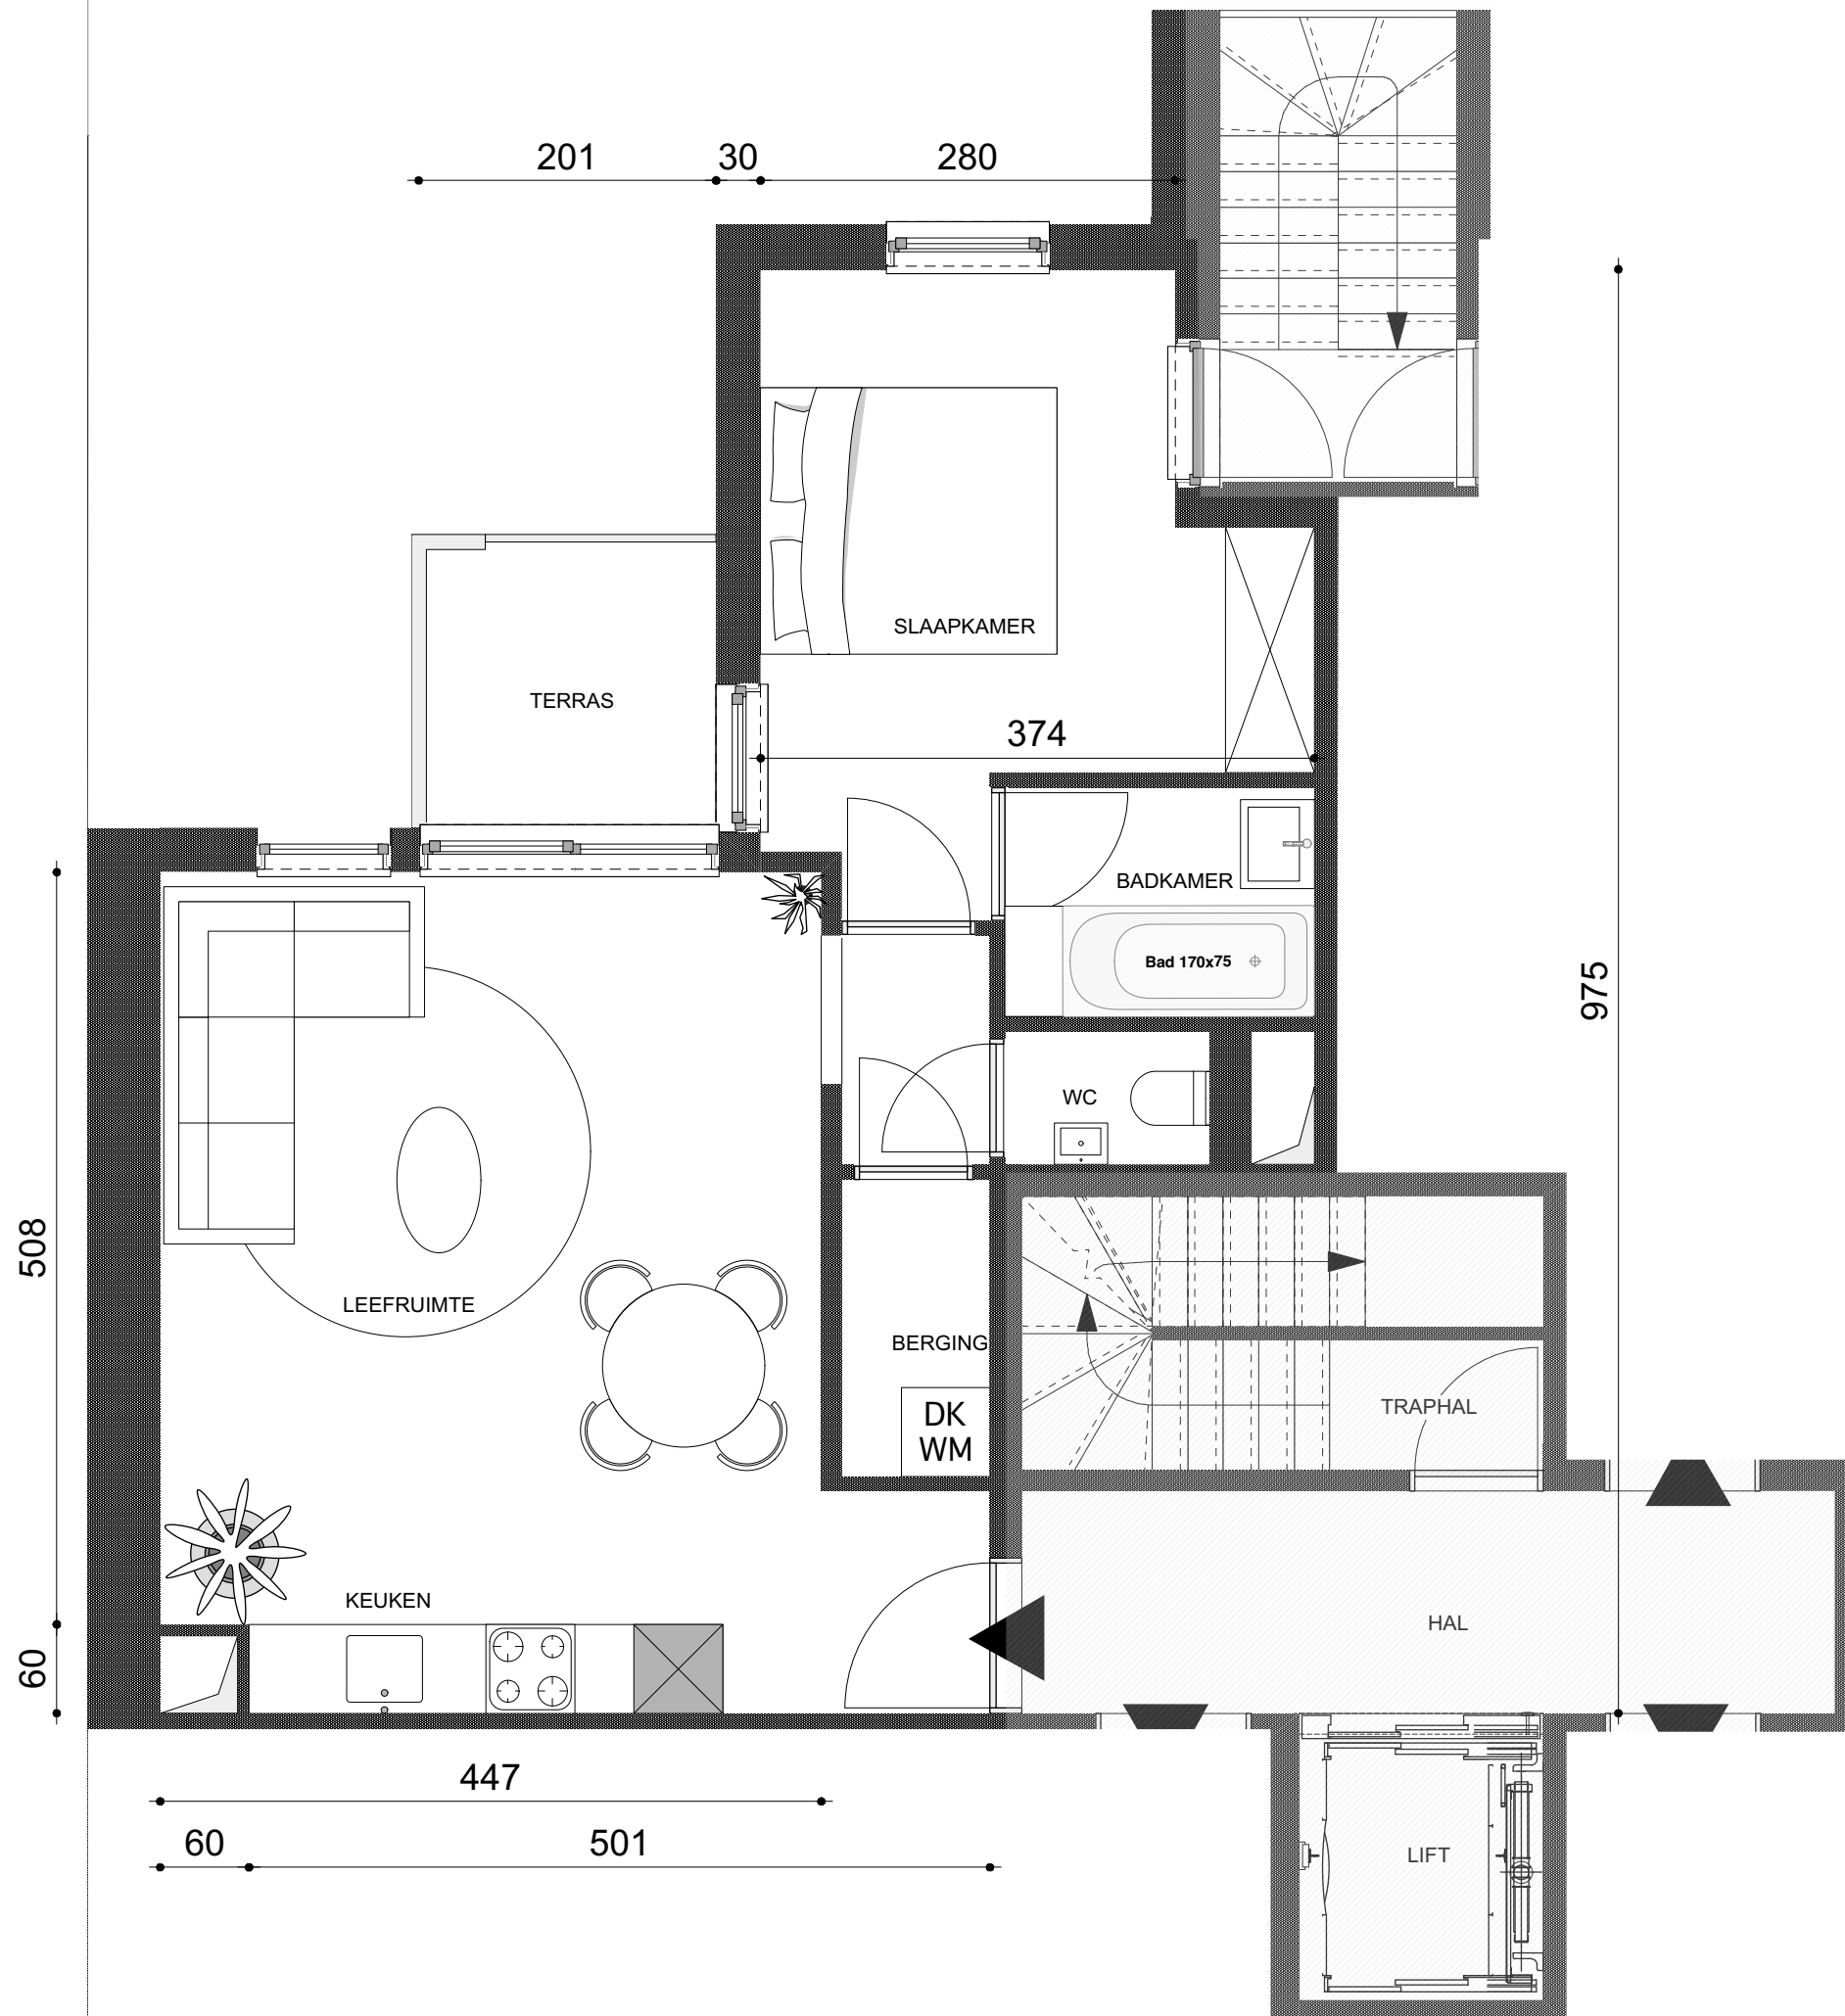 201 30 280
SLAAPKAMER
TERRAS
374
BADKAMER
Bad 170x75
975
WC
508
LEEFRUIMTE
BERGING
DK
WM
TRAPHAL
KEUKEN
HAL
60
447
60 501
LIFT